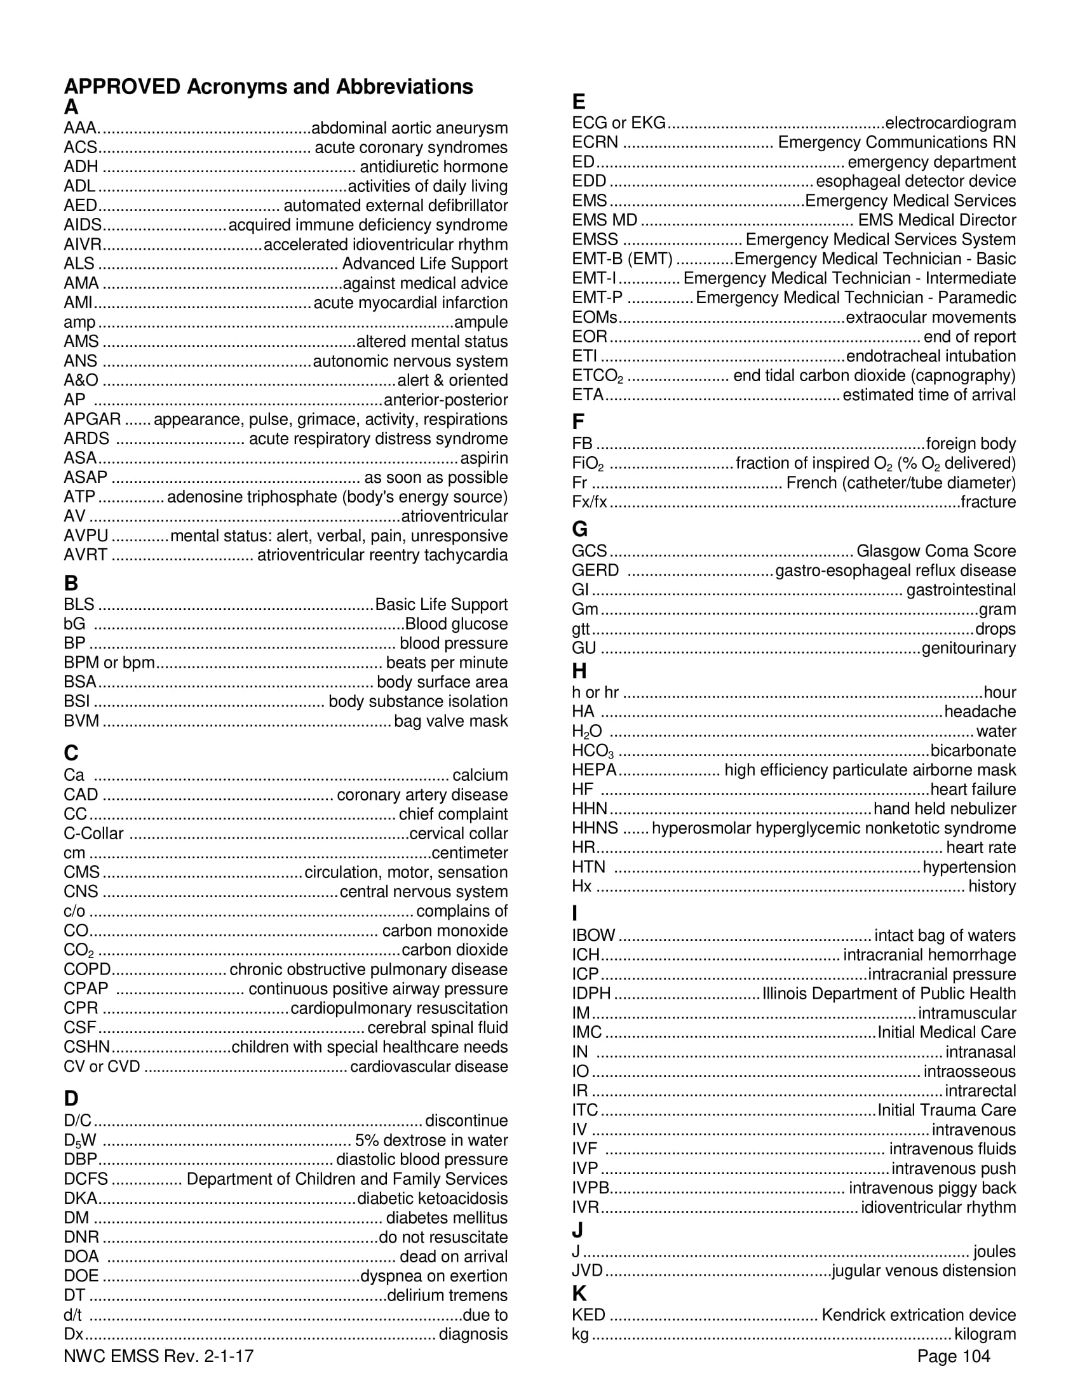 APPROVED Acronyms and Abbreviations
A
AAA................................................abdominal aortic aneurysm
ACS................................................ acute coronary syndromes
ADH ......................................................... antidiuretic hormone
ADL ........................................................activities of daily living
AED......................................... automated external defibrillator
AIDS............................acquired immune deficiency syndrome
AIVR....................................accelerated idioventricular rhythm
ALS ...................................................... Advanced Life Support
AMA ......................................................against medical advice
AMI................................................. acute myocardial infarction
amp ................................................................................ampule
AMS .........................................................altered mental status
ANS ...............................................autonomic nervous system
A&O ..................................................................alert & oriented
AP .................................................................anterior-posterior
APGAR ...... appearance, pulse, grimace, activity, respirations
ARDS ............................. acute respiratory distress syndrome
ASA................................................................................. aspirin
ASAP ........................................................ as soon as possible
ATP ............... adenosine triphosphate (body's energy source)
AV ......................................................................atrioventricular
AVPU .............mental status: alert, verbal, pain, unresponsive
AVRT ................................ atrioventricular reentry tachycardia
B
BLS ..............................................................Basic Life Support
bG ......................................................................Blood glucose
BP ..................................................................... blood pressure
BPM or bpm................................................... beats per minute
BSA.............................................................. body surface area
BSI .................................................... body substance isolation
BVM ................................................................. bag valve mask
C
Ca ................................................................................ calcium
CAD .................................................... coronary artery disease
CC..................................................................... chief complaint
C-Collar ...............................................................cervical collar
cm .............................................................................centimeter
CMS .............................................circulation, motor, sensation
CNS .....................................................central nervous system
c/o ......................................................................... complains of
CO................................................................. carbon monoxide
CO₂ ....................................................................carbon dioxide
COPD.......................... chronic obstructive pulmonary disease
CPAP ............................. continuous positive airway pressure
CPR ..........................................cardiopulmonary resuscitation
CSF............................................................ cerebral spinal fluid
CSHN...........................children with special healthcare needs
CV or CVD .............................................. cardiovascular disease
D
D/C.......................................................................... discontinue
D₅W ........................................................ 5% dextrose in water
DBP..................................................... diastolic blood pressure
DCFS ................ Department of Children and Family Services
DKA..........................................................diabetic ketoacidosis
DM ................................................................. diabetes mellitus
DNR ..............................................................do not resuscitate
DOA ................................................................. dead on arrival
DOE ..........................................................dyspnea on exertion
DT ...................................................................delirium tremens
d/t ....................................................................................due to
Dx............................................................................... diagnosis
NWC EMSS Rev. 2-1-17
E
ECG or EKG.................................................electrocardiogram
ECRN .................................. Emergency Communications RN
ED........................................................ emergency department
EDD .............................................. esophageal detector device
EMS ............................................Emergency Medical Services
EMS MD ................................................ EMS Medical Director
EMSS ........................... Emergency Medical Services System
EMT-B (EMT) .............Emergency Medical Technician - Basic
EMT-I.............. Emergency Medical Technician - Intermediate
EMT-P ............... Emergency Medical Technician - Paramedic
EOMs...................................................extraocular movements
EOR...................................................................... end of report
ETI .......................................................endotracheal intubation
ETCO₂ ....................... end tidal carbon dioxide (capnography)
ETA..................................................... estimated time of arrival
F
FB ..........................................................................foreign body
FiO₂ ............................fraction of inspired O₂ (% O₂ delivered)
Fr ........................................... French (catheter/tube diameter)
Fx/fx...............................................................................fracture
G
GCS....................................................... Glasgow Coma Score
GERD .................................gastro-esophageal reflux disease
GI ...................................................................... gastrointestinal
Gm.....................................................................................gram
gtt......................................................................................drops
GU ........................................................................genitourinary
H
h or hr .................................................................................hour
HA .............................................................................headache
H₂O .................................................................................. water
HCO₃ ......................................................................bicarbonate
HEPA....................... high efficiency particulate airborne mask
HF ..........................................................................heart failure
HHN...........................................................hand held nebulizer
HHNS ...... hyperosmolar hyperglycemic nonketotic syndrome
HR.............................................................................. heart rate
HTN .....................................................................hypertension
Hx ................................................................................... history
I
IBOW ......................................................... intact bag of waters
ICH...................................................... intracranial hemorrhage
ICP............................................................intracranial pressure
IDPH .................................Illinois Department of Public Health
IM......................................................................... intramuscular
IMC .............................................................Initial Medical Care
IN .............................................................................. intranasal
IO .......................................................................... intraosseous
IR ............................................................................... intrarectal
ITC ..............................................................Initial Trauma Care
IV ............................................................................ intravenous
IVF ................................................................ intravenous fluids
IVP .................................................................intravenous push
IVPB..................................................... intravenous piggy back
IVR.......................................................... idioventricular rhythm
J
J ....................................................................................... joules
JVD...................................................jugular venous distension
K
KED ............................................... Kendrick extrication device
kg ................................................................................. kilogram
Page 104